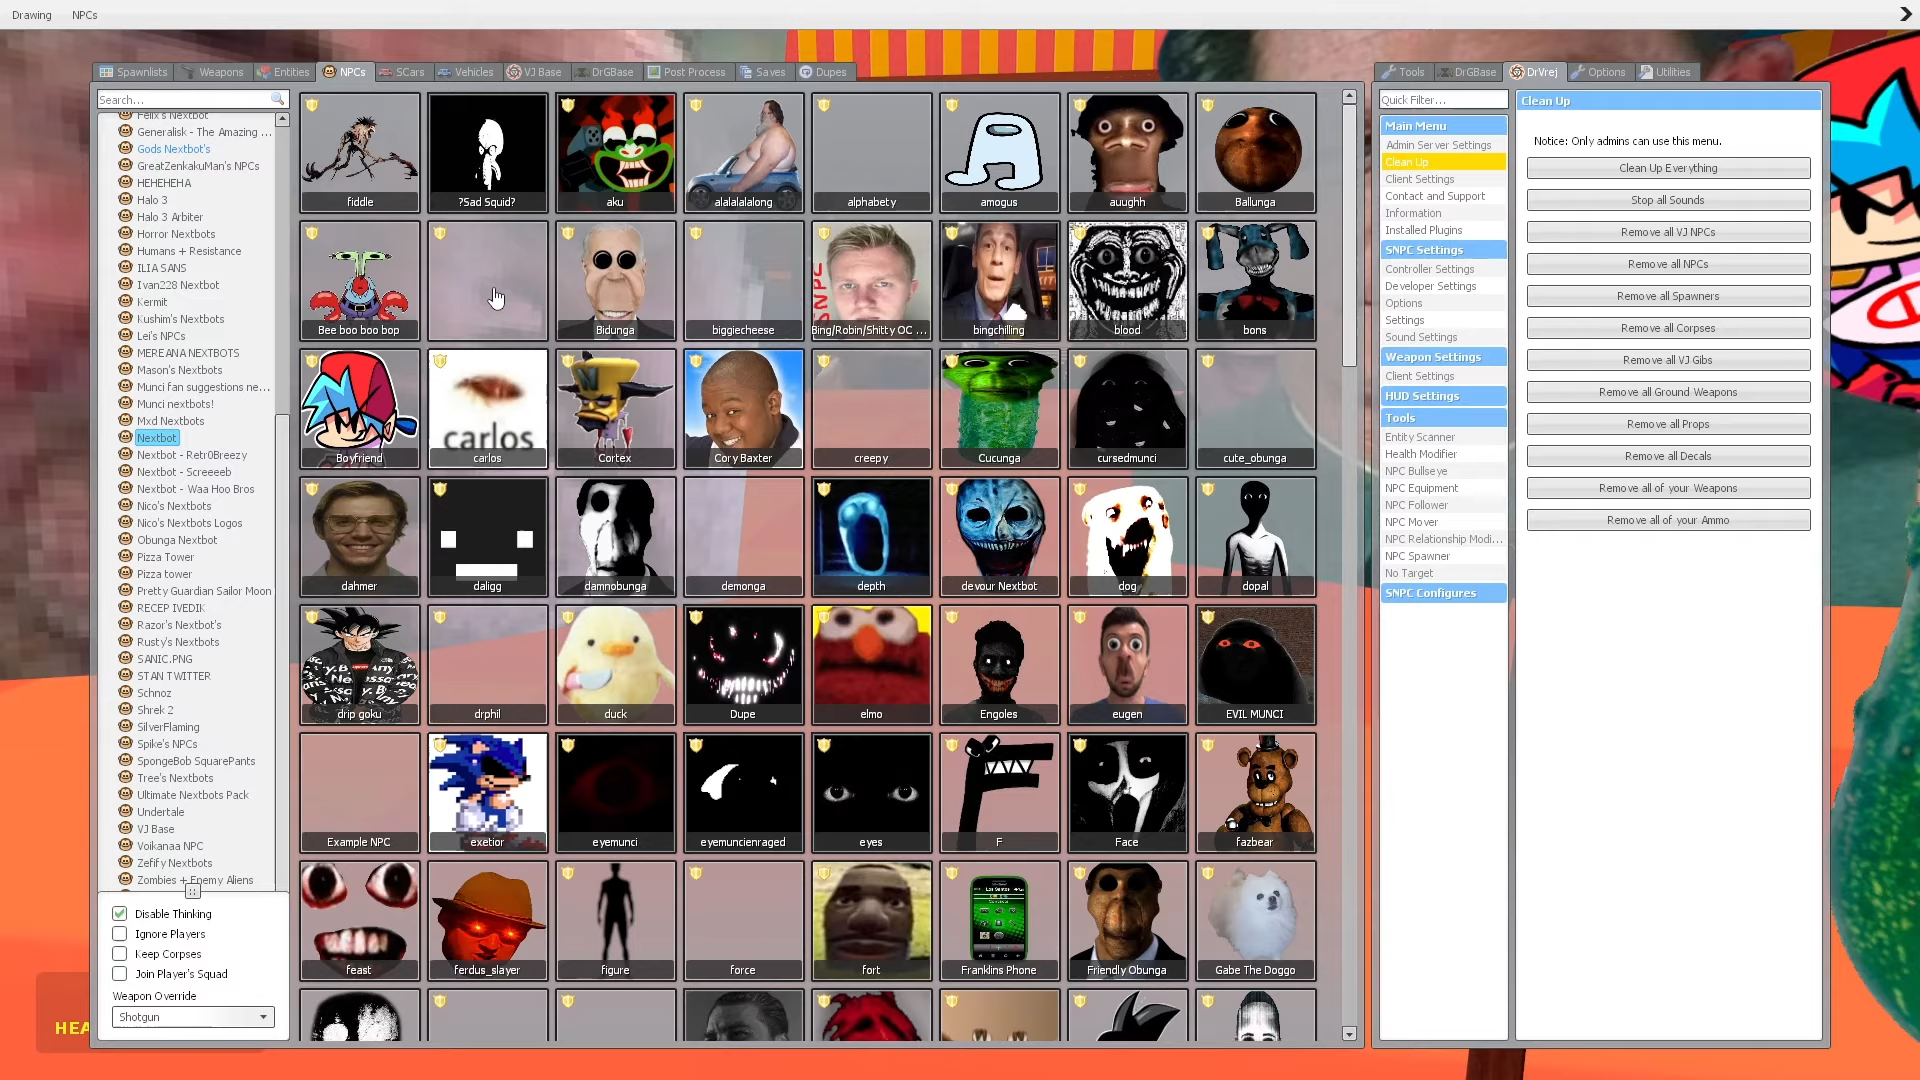 Drawing NPCs
Spawnlists Weapons Entities NPCs SCars Vehicles VJ Base DrGBase Post Process Saves Dupes
Tools DrGBase DrVrej Options Utilities
Search...
Felix's Nextbot
Generalisk - The Amazing ...
Gods Nextbot's
GreatZenkakuMan's NPCs
HEHEHEHA
Halo 3
Halo 3 Arbiter
Horror Nextbots
Humans + Resistance
ILIA SANS
Ivan228 Nextbot
Kermit
Kushim's Nextbots
Lei's NPCs
MEREANA NEXTBOTS
Mason's Nextbots
Munci fan suggestions ne...
Munci nextbots!
Mxd Nextbots
Nextbot
Nextbot - Retr0Breezy
Nextbot - Screeeeb
Nextbot - Waa Hoo Bros
Nico's Nextbots
Nico's Nextbots Logos
Obunga Nextbot
Pizza Tower
Pizza tower
Pretty Guardian Sailor Moon
RECEP IVEDIK
Razor's Nextbot's
Rusty's Nextbots
SANIC.PNG
STAN TWITTER
Schnoz
Shrek 2
SilverFlaming
Spike's NPCs
SpongeBob SquarePants
Tree's Nextbots
Ultimate Nextbots Pack
Undertale
VJ Base
Voikanaa NPC
Zefify Nextbots
Zombies + Enemy Aliens
Disable Thinking
Ignore Players
Keep Corpses
Join Player's Squad
Weapon Override
Shotgun
HEA
fiddle ?Sad Squid? aku alalalalalong alphabety amogus auughh Ballunga
SNPC
Bee boo boo bop Bidunga biggiecheese Bing/Robin/Shitty OC ... bingchilling blood bons
carlos
Boyfriend carlos Cortex Cory Baxter creepy Cucunga cursedmunci cute_obunga
dahmer daligg damnobunga demonga depth devour Nextbot dog dopal
drip goku drphil duck Dupe elmo Engoles eugen EVIL MUNCI
Example NPC exetior eyemunci eyemuncienraged eyes F Face fazbear
feast ferdus_slayer figure force fort Franklins Phone Friendly Obunga Gabe The Doggo
Quick Filter...
Main Menu
Admin Server Settings
Clean Up
Client Settings
Contact and Support
Information
Installed Plugins
SNPC Settings
Controller Settings
Developer Settings
Options
Settings
Sound Settings
Weapon Settings
Client Settings
HUD Settings
Tools
Entity Scanner
Health Modifier
NPC Bullseye
NPC Equipment
NPC Follower
NPC Mover
NPC Relationship Modi...
NPC Spawner
No Target
SNPC Configures
Clean Up
Notice: Only admins can use this menu.
Clean Up Everything
Stop all Sounds
Remove all VJ NPCs
Remove all NPCs
Remove all Spawners
Remove all Corpses
Remove all VJ Gibs
Remove all Ground Weapons
Remove all Props
Remove all Decals
Remove all of your Weapons
Remove all of your Ammo